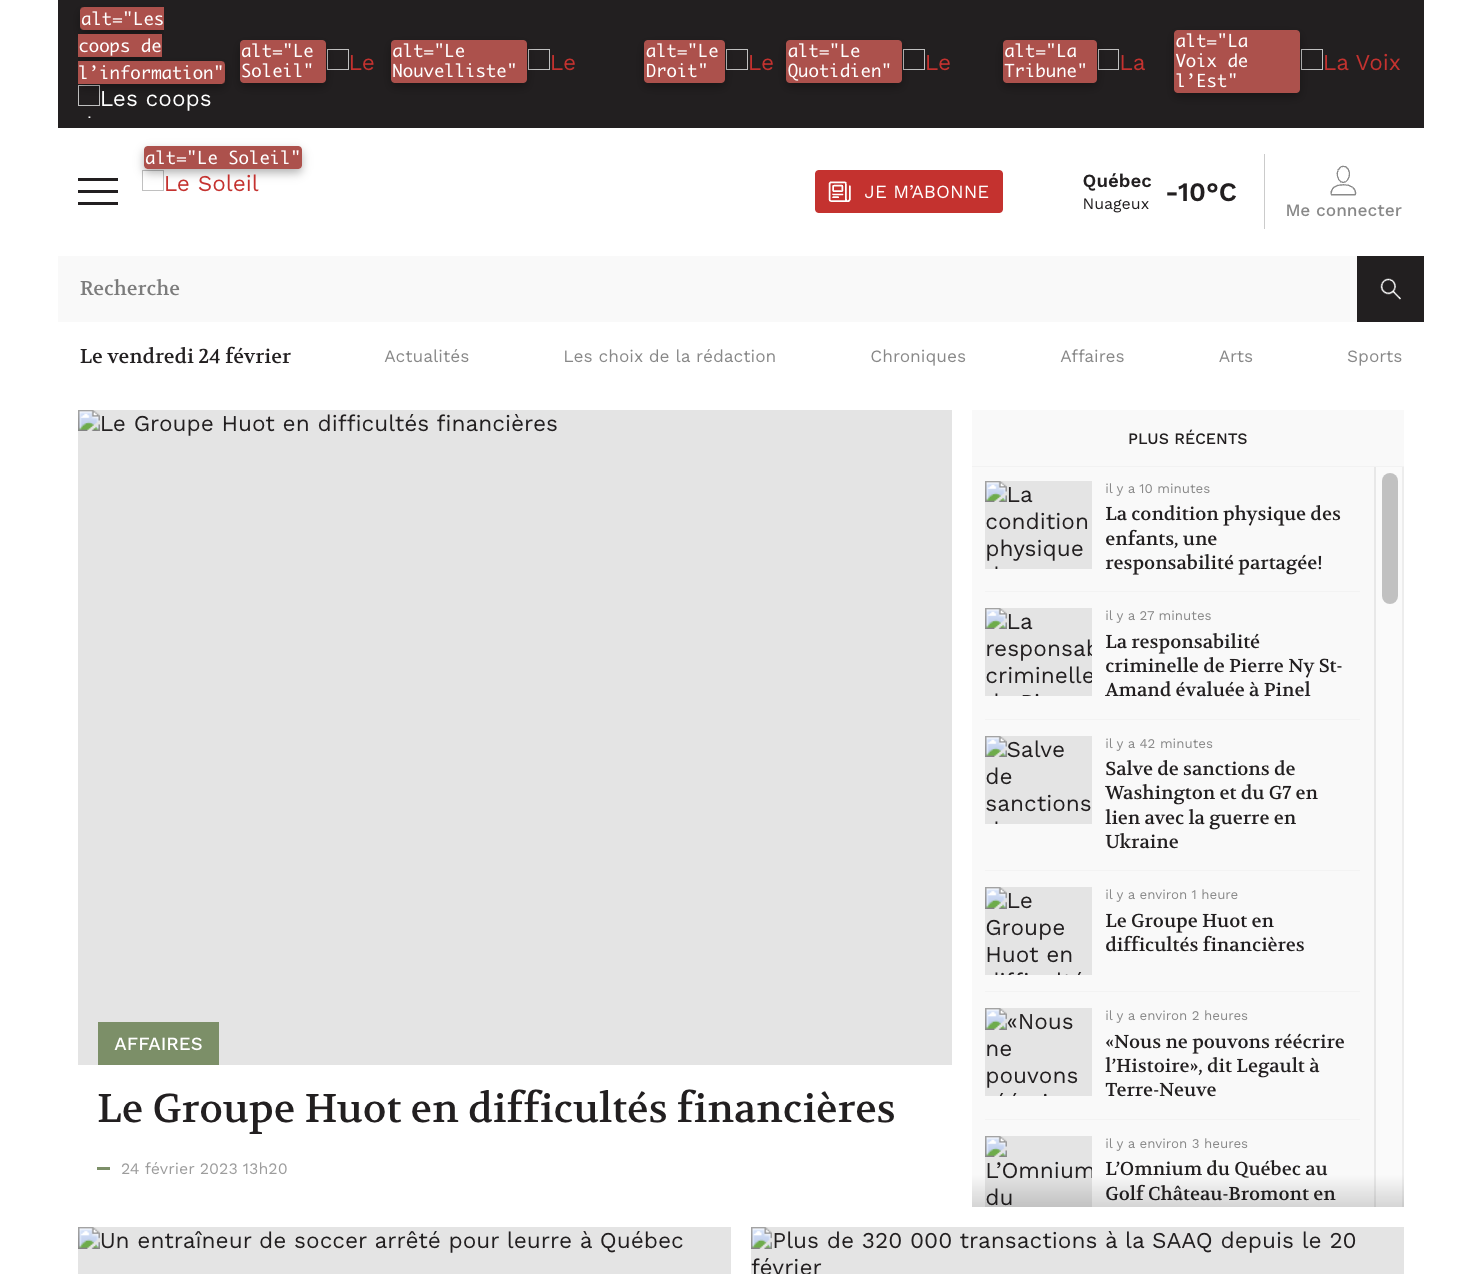 alt="Les
coops de
l’information"
Les coops
alt="Le
Soleil"
Le
alt="Le
Nouvelliste"
Le
alt="Le
Droit"
Le
alt="Le
Quotidien"
Le
alt="La
Tribune"
La
alt="La
Voix de
l’Est"
La Voix
alt="Le Soleil"
Le Soleil
JE M’ABONNE
Québec
Nuageux
-10°C
Me connecter
Recherche
Le vendredi 24 février
Actualités
Les choix de la rédaction
Chroniques
Affaires
Arts
Sports
Le Groupe Huot en difficultés financières
AFFAIRES
Le Groupe Huot en difficultés financières
24 février 2023 13h20
PLUS RÉCENTS
La
condition
physique
il y a 10 minutes
La condition physique des
enfants, une
responsabilité partagée!
La
responsab
criminelle
il y a 27 minutes
La responsabilité
criminelle de Pierre Ny St-
Amand évaluée à Pinel
Salve
de
sanctions
il y a 42 minutes
Salve de sanctions de
Washington et du G7 en
lien avec la guerre en
Ukraine
Le
Groupe
Huot en
il y a environ 1 heure
Le Groupe Huot en
difficultés financières
«Nous
ne
pouvons
il y a environ 2 heures
«Nous ne pouvons réécrire
l’Histoire», dit Legault à
Terre-Neuve
L’Omnium
du
il y a environ 3 heures
L’Omnium du Québec au
Golf Château-Bromont en
Un entraîneur de soccer arrêté pour leurre à Québec
Plus de 320 000 transactions à la SAAQ depuis le 20
février